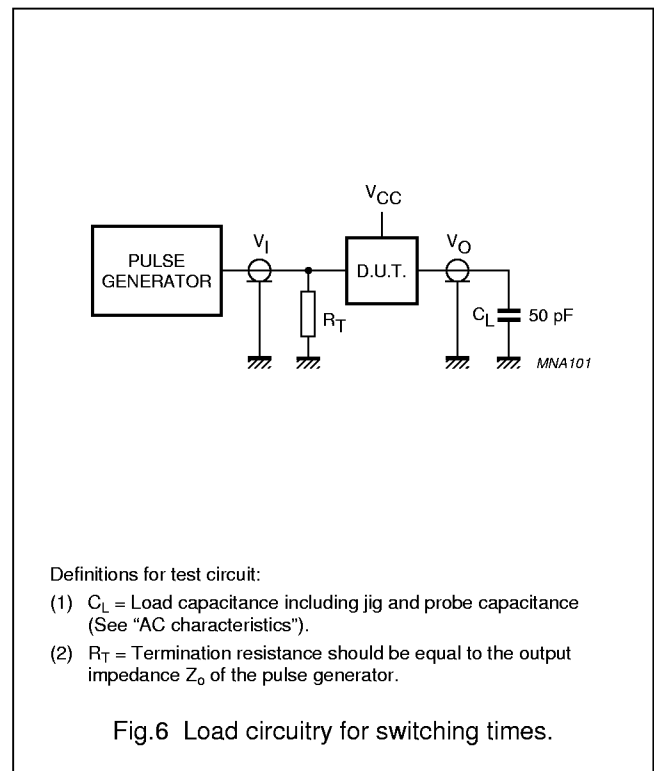 VCC
PULSE
GENERATOR
VI
D.U.T.
VO
RT
CL
50 pF
MNA101
Definitions for test circuit:
(1) CL = Load capacitance including jig and probe capacitance
(See “AC characteristics”).
(2) RT = Termination resistance should be equal to the output
impedance Zo of the pulse generator.
Fig.6 Load circuitry for switching times.